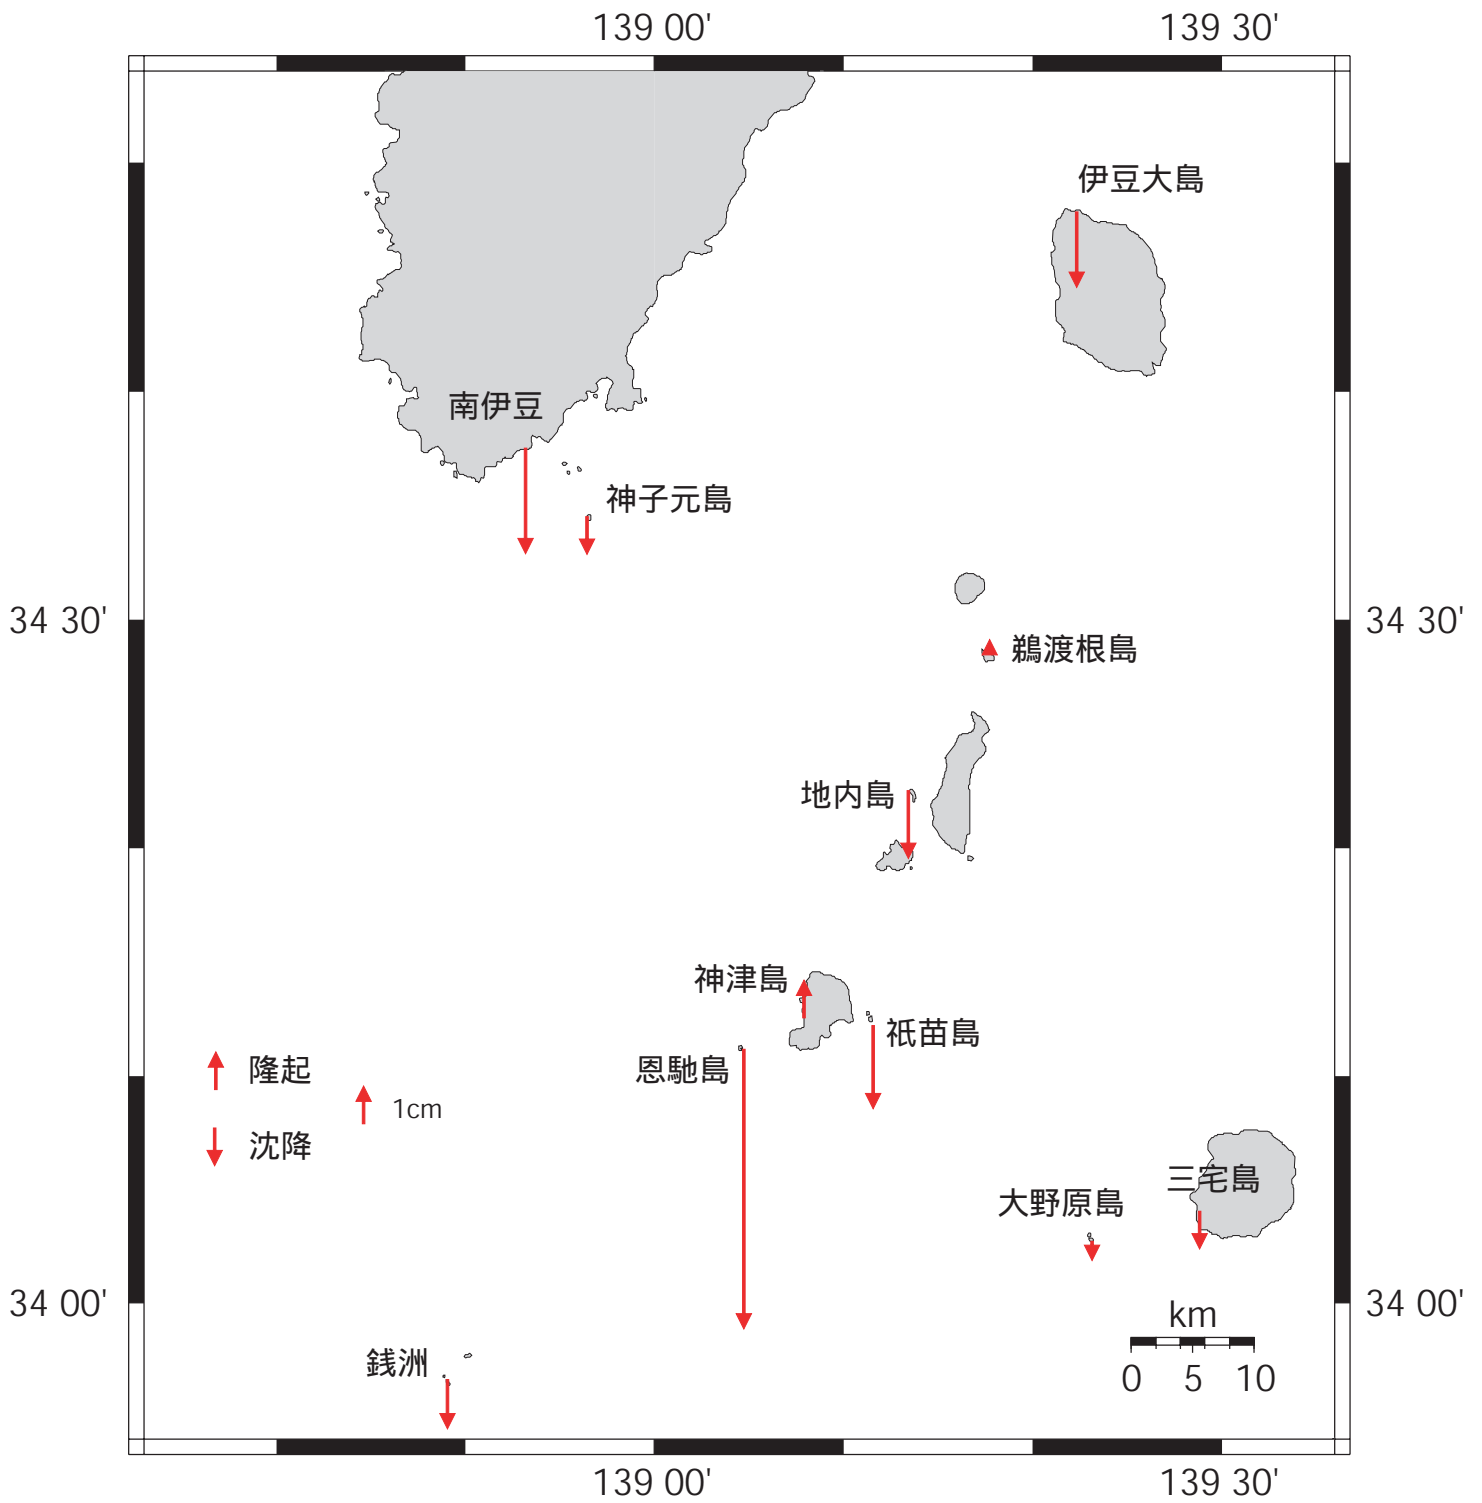 139 00'
139 30'
伊豆大島
南伊豆
神子元島
34 30'
34 30'
鵜渡根島
地内島
神津島
祇苗島
恩馳島
隆起
1cm
沈降
三宅島
大野原島
34 00'
34 00'
km
0 5 10
銭洲
139 00'
139 30'